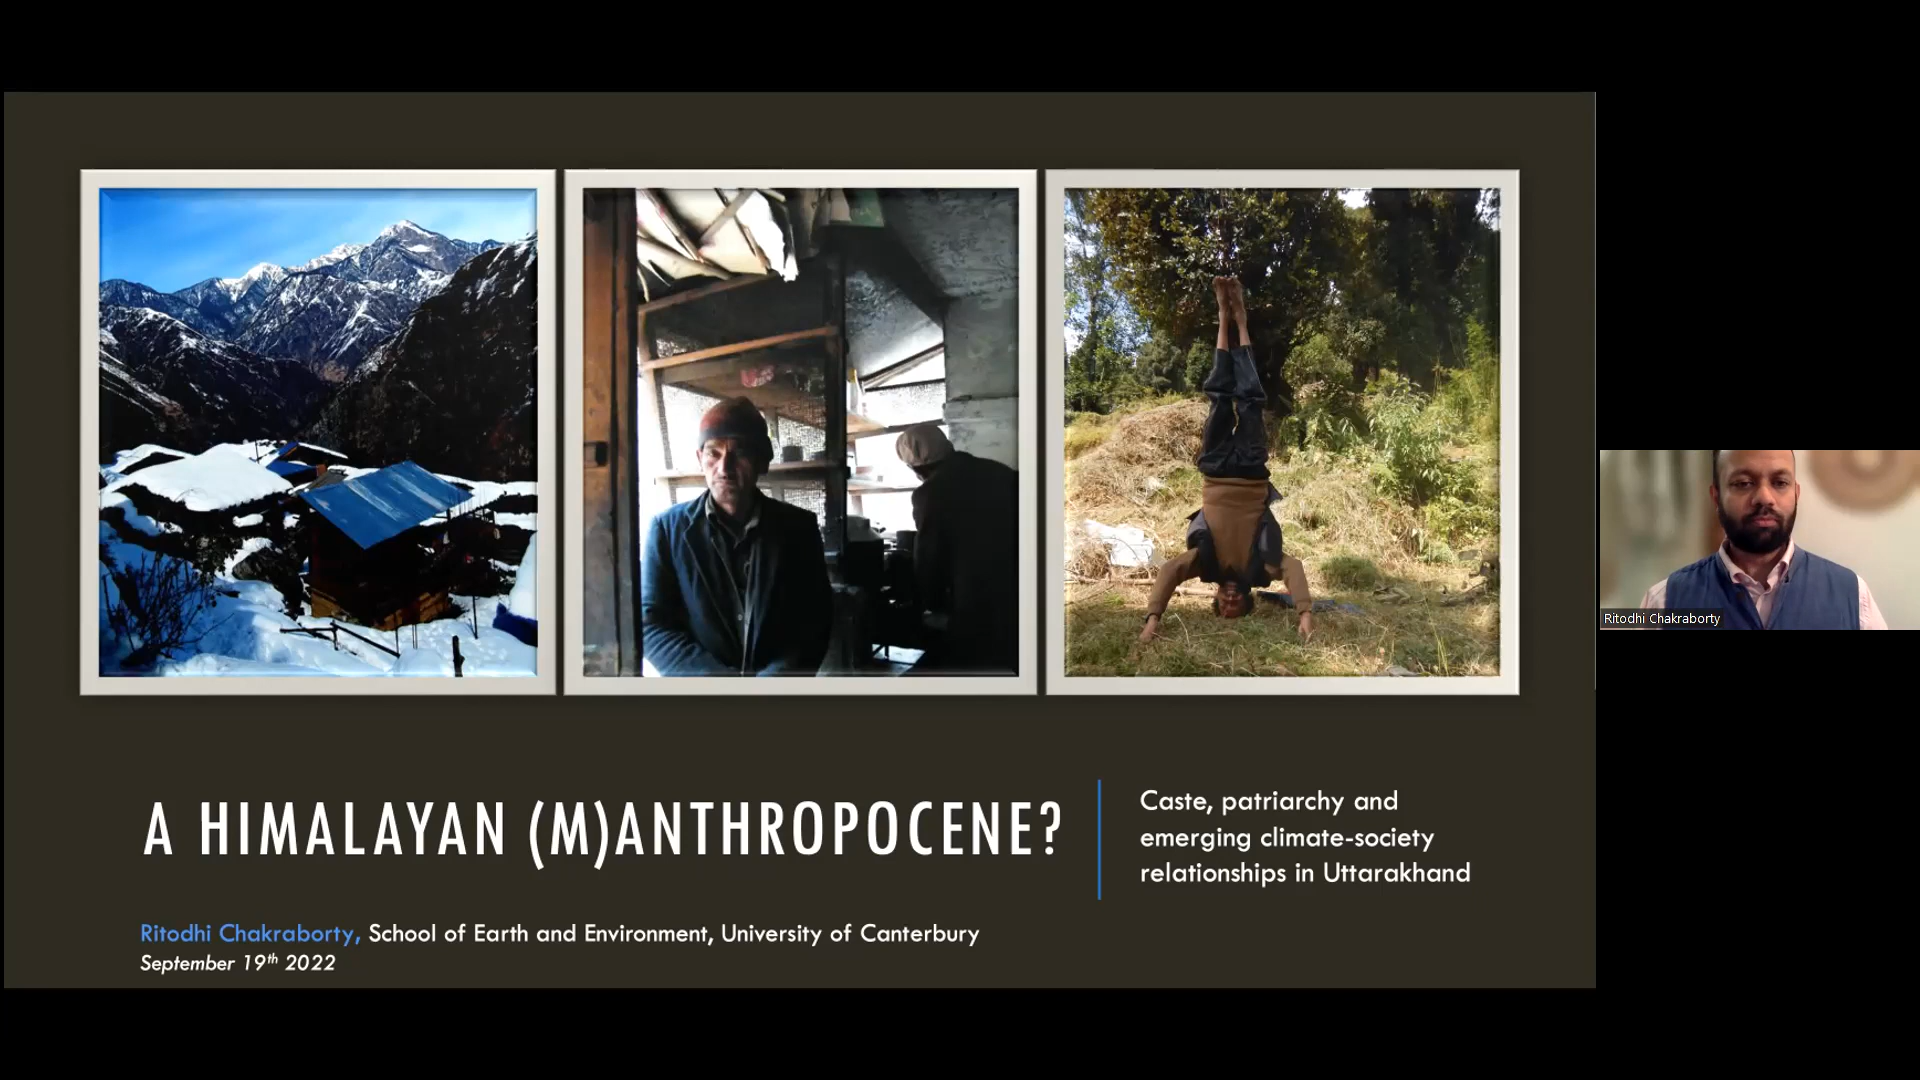 A HIMALAYAN (M)ANTHROPOCENE?
Caste, patriarchy and
emerging climate-society
relationships in Uttarakhand
Ritodhi Chakraborty, School of Earth and Environment, University of Canterbury
September 19th 2022
Ritodhi Chakraborty